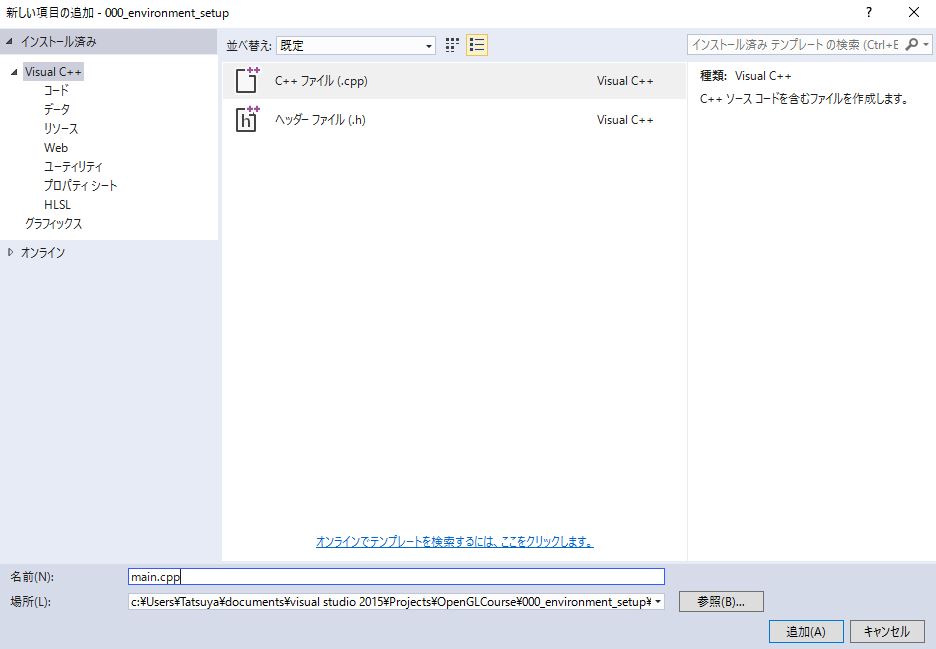 新しい項目の追加 - 000_environment_setup
?
インストール済み
Visual C++
コード
データ
リソース
Web
ユーティリティ
プロパティ シート
HLSL
グラフィックス
オンライン
並べ替え: 既定
C++ ファイル (.cpp) Visual C++
ヘッダー ファイル (.h) Visual C++
オンラインでテンプレートを検索するには、ここをクリックします。
インストール済み テンプレート の検索 (Ctrl+E
種類: Visual C++
C++ ソース コードを含むファイルを作成します。
名前(N): main.cpp
場所(L): c:¥Users¥Tatsuya¥documents¥visual studio 2015¥Projects¥OpenGLCourse¥000_environment_setup¥
参照(B)...
追加(A) キャンセル